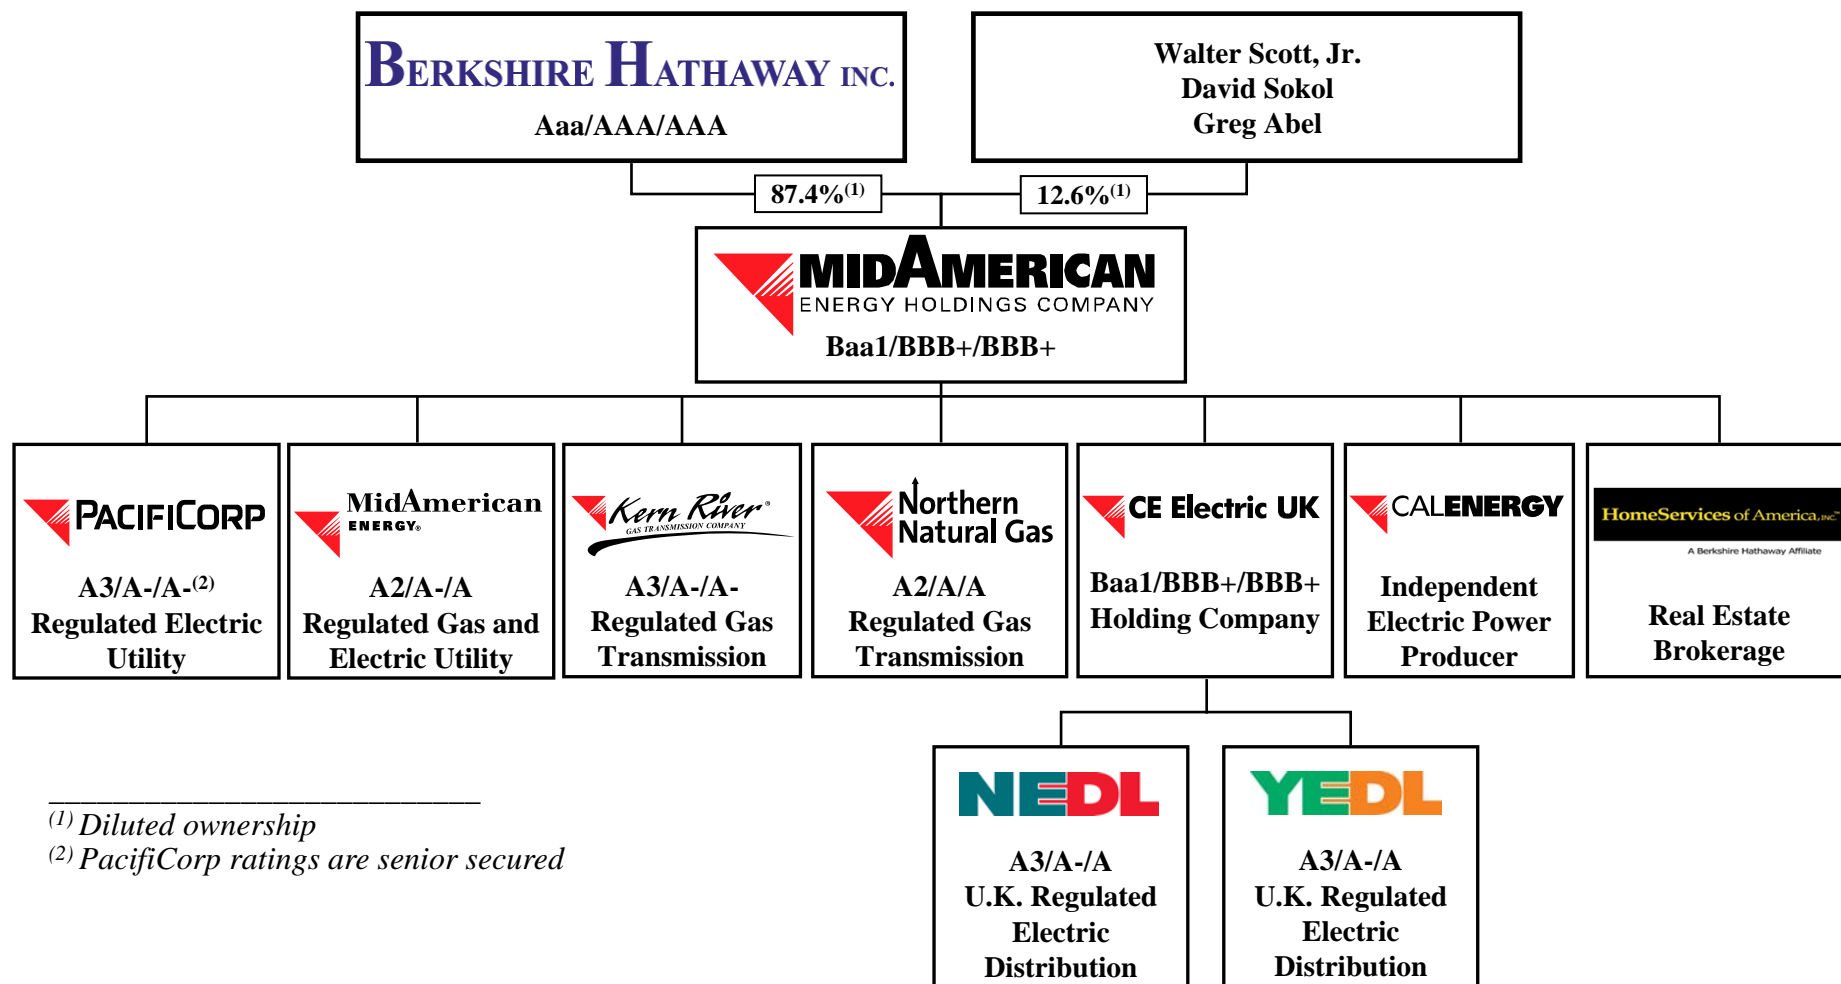 BERKSHIRE HATHAWAY INC.
Aaa/AAA/AAA
Walter Scott, Jr.
David Sokol
Greg Abel
87.4%(1)
12.6%(1)
MIDAMERICAN
ENERGY HOLDINGS COMPANY
Baa1/BBB+/BBB+
PACIFICORP
A3/A-/A-(2)
Regulated Electric
Utility
MidAmerican
ENERGY®
A2/A-/A
Regulated Gas and
Electric Utility
Kern River®
GAS TRANSMISSION COMPANY
A3/A-/A-
Regulated Gas
Transmission
Northern
Natural Gas
A2/A/A
Regulated Gas
Transmission
CE Electric UK
Baa1/BBB+/BBB+
Holding Company
CALENERGY
Independent
Electric Power
Producer
HomeServices of America, INC.™
A Berkshire Hathaway Affiliate
Real Estate
Brokerage
NEDL
A3/A-/A
U.K. Regulated
Electric
Distribution
YEDL
A3/A-/A
U.K. Regulated
Electric
Distribution
(1) Diluted ownership
(2) PacifiCorp ratings are senior secured